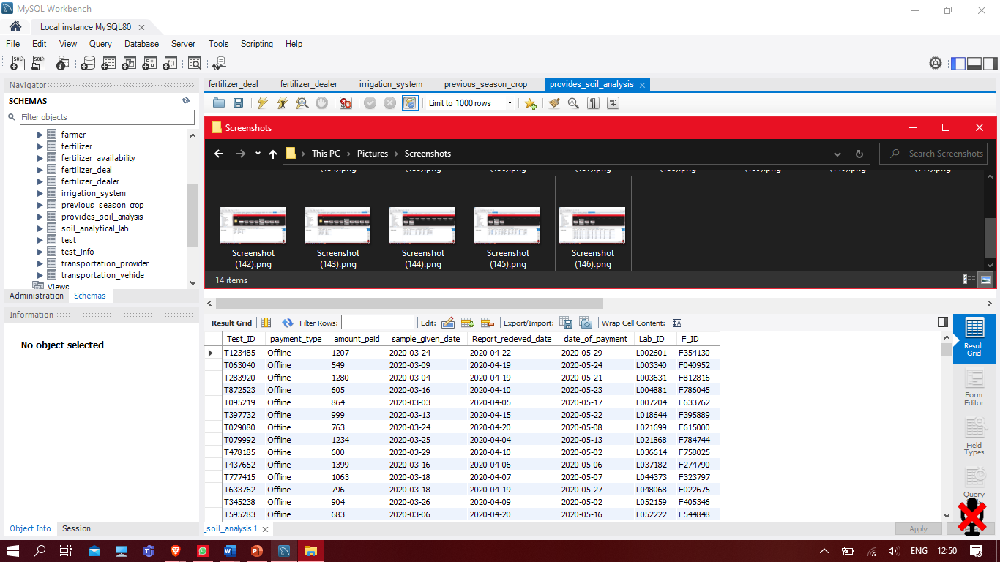 MySQL Workbench
Local instance MySQL80
File Edit View Query Database Server Tools Scripting Help
Navigator
SCHEMAS
Filter objects
farmer
fertilizer
fertilizer_availability
fertilizer_deal
fertilizer_dealer
irrigation_system
previous_season_crop
provides_soil_analysis
soil_analytical_lab
test
test_info
transportation_provider
transportation_vehicle
Views
Administration Schemas
Information
No object selected
Object Info Session
fertilizer_deal fertilizer_dealer irrigation_system previous_season_crop provides_soil_analysis
Limit to 1000 rows
Screenshots
This PC > Pictures > Screenshots
Search Screenshots
Screenshot (142).png
Screenshot (143).png
Screenshot (144).png
Screenshot (145).png
Screenshot (146).png
14 items
Result Grid Filter Rows: Edit: Export/Import: Wrap Cell Content:
Test_ID payment_type amount_paid sample_given_date Report_recieved_date date_of_payment Lab_ID F_ID
T123485 Offline 1207 2020-03-24 2020-04-22 2020-05-29 L002601 F354130
T063040 Offline 549 2020-03-09 2020-04-19 2020-05-24 L003340 F040952
T283920 Offline 1280 2020-03-04 2020-04-19 2020-05-21 L003631 F812816
T872523 Offline 605 2020-03-16 2020-04-10 2020-05-23 L004881 F786045
T095219 Offline 864 2020-03-03 2020-04-05 2020-05-17 L007204 F633762
T397732 Offline 999 2020-03-13 2020-04-15 2020-05-22 L018644 F395889
T029080 Offline 763 2020-03-24 2020-04-20 2020-05-08 L021699 F615000
T079992 Offline 1234 2020-03-25 2020-04-04 2020-05-13 L021868 F784744
T478185 Offline 600 2020-03-29 2020-04-10 2020-05-02 L036614 F758025
T437652 Offline 1399 2020-03-16 2020-04-06 2020-05-06 L037182 F274790
T777415 Offline 1063 2020-03-18 2020-04-07 2020-05-07 L044373 F323797
T633762 Offline 796 2020-03-18 2020-04-19 2020-05-27 L048068 F022675
T345238 Offline 904 2020-03-26 2020-04-09 2020-05-02 L052159 F405346
T595283 Offline 683 2020-03-06 2020-04-20 2020-05-16 L052222 F544848
Result Grid
Form Editor
Field Types
Query
_soil_analysis 1
Apply
ENG 12:50